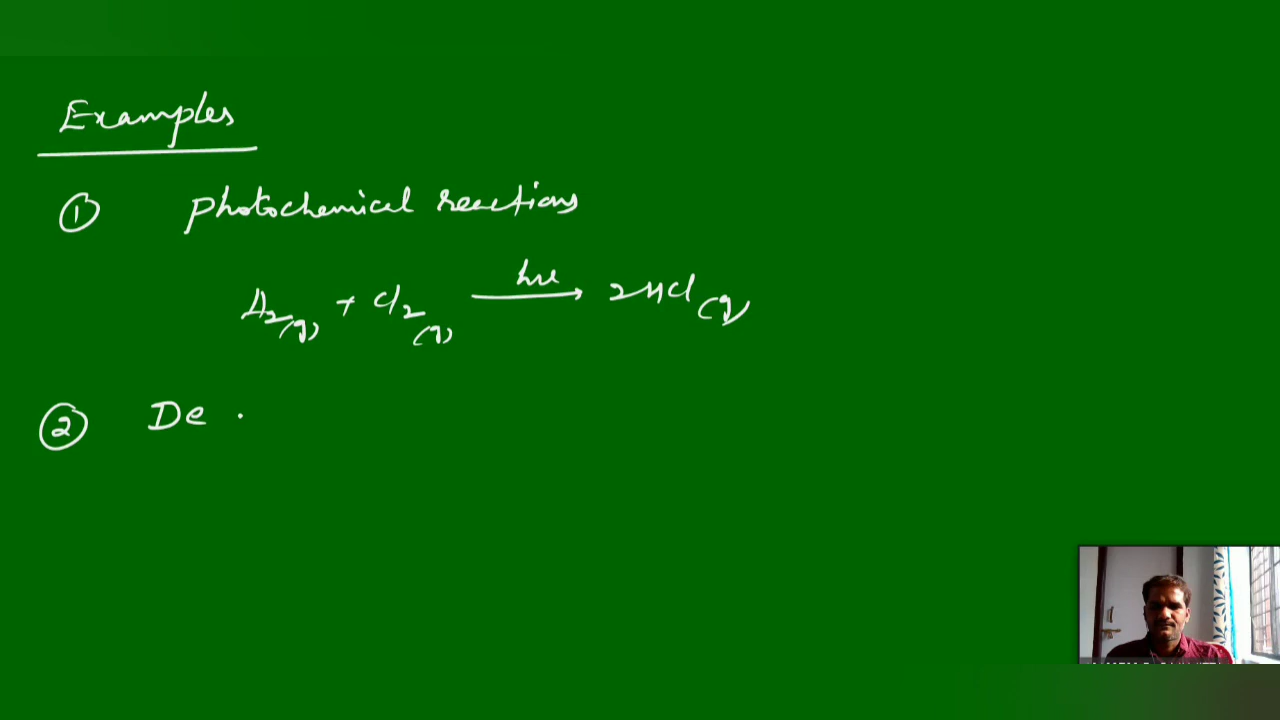 Examples
① photochemical reactions
H₂(g) + Cl₂(g) hν → 2HCl(g)
② De